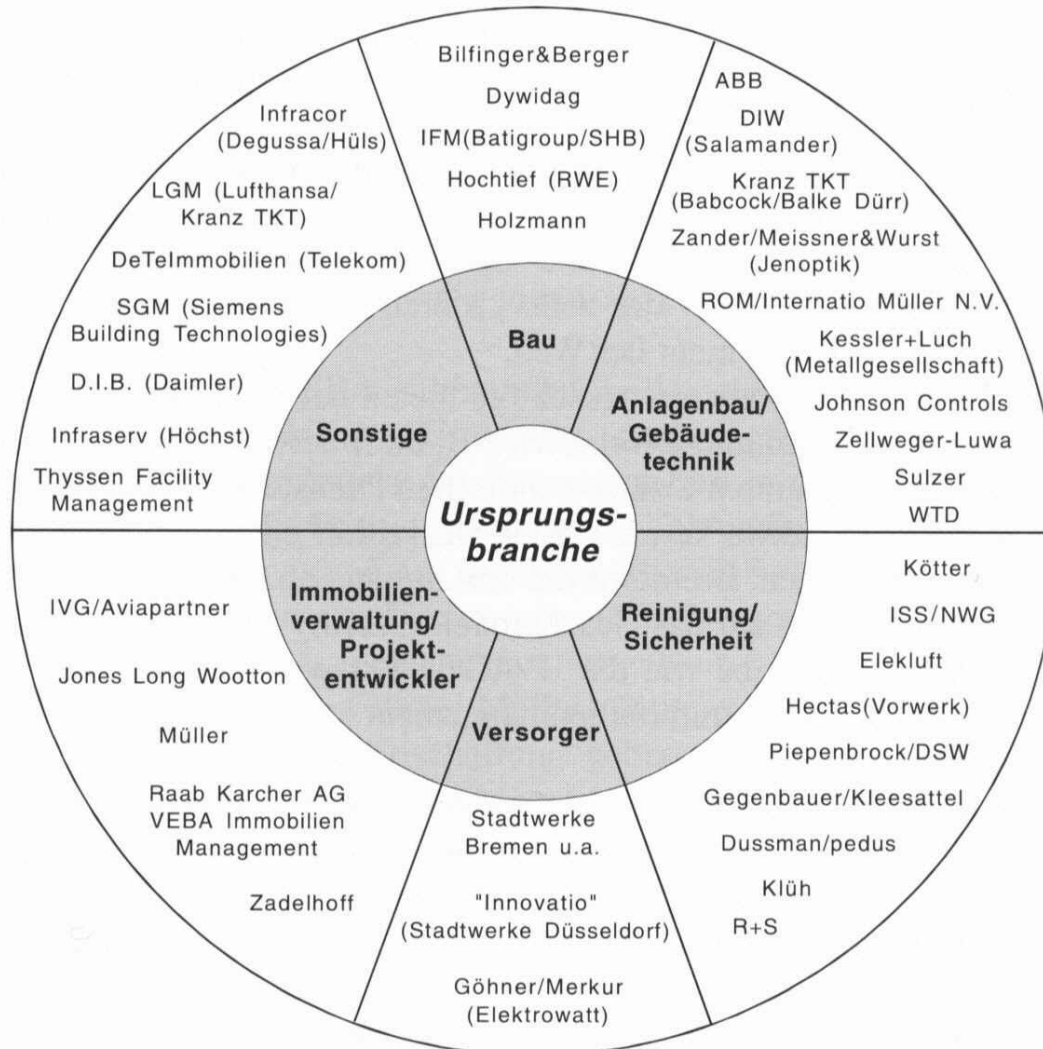 Bilfinger&Berger
Dywidag
IFM(Batigroup/SHB)
Hochtief (RWE)
Holzmann
ABB
DIW
(Salamander)
Kranz TKT
(Babcock/Balke Dürr)
Zander/Meissner&Wurst
(Jenoptik)
ROM/Internatio Müller N.V.
Kessler+Luch
(Metallgesellschaft)
Johnson Controls
Zellweger-Luwa
Sulzer
WTD
Kötter
ISS/NWG
Elekluft
Hectas(Vorwerk)
Piepenbrock/DSW
Gegenbauer/Kleesattel
Dussman/pedus
Klüh
R+S
Stadtwerke
Bremen u.a.
"Innovatio"
(Stadtwerke Düsseldorf)
Göhner/Merkur
(Elektrowatt)
IVG/Aviapartner
Jones Long Wootton
Müller
Raab Karcher AG
VEBA Immobilien
Management
Zadelhoff
Infracor
(Degussa/Hüls)
LGM (Lufthansa/
Kranz TKT)
DeTeImmobilien (Telekom)
SGM (Siemens
Building Technologies)
D.I.B. (Daimler)
Infraserv (Höchst)
Thyssen Facility
Management
Bau
Anlagenbau/
Gebäude-
technik
Reinigung/
Sicherheit
Versorger
Immobilien-
verwaltung/
Projekt-
entwickler
Sonstige
Ursprungs-
branche